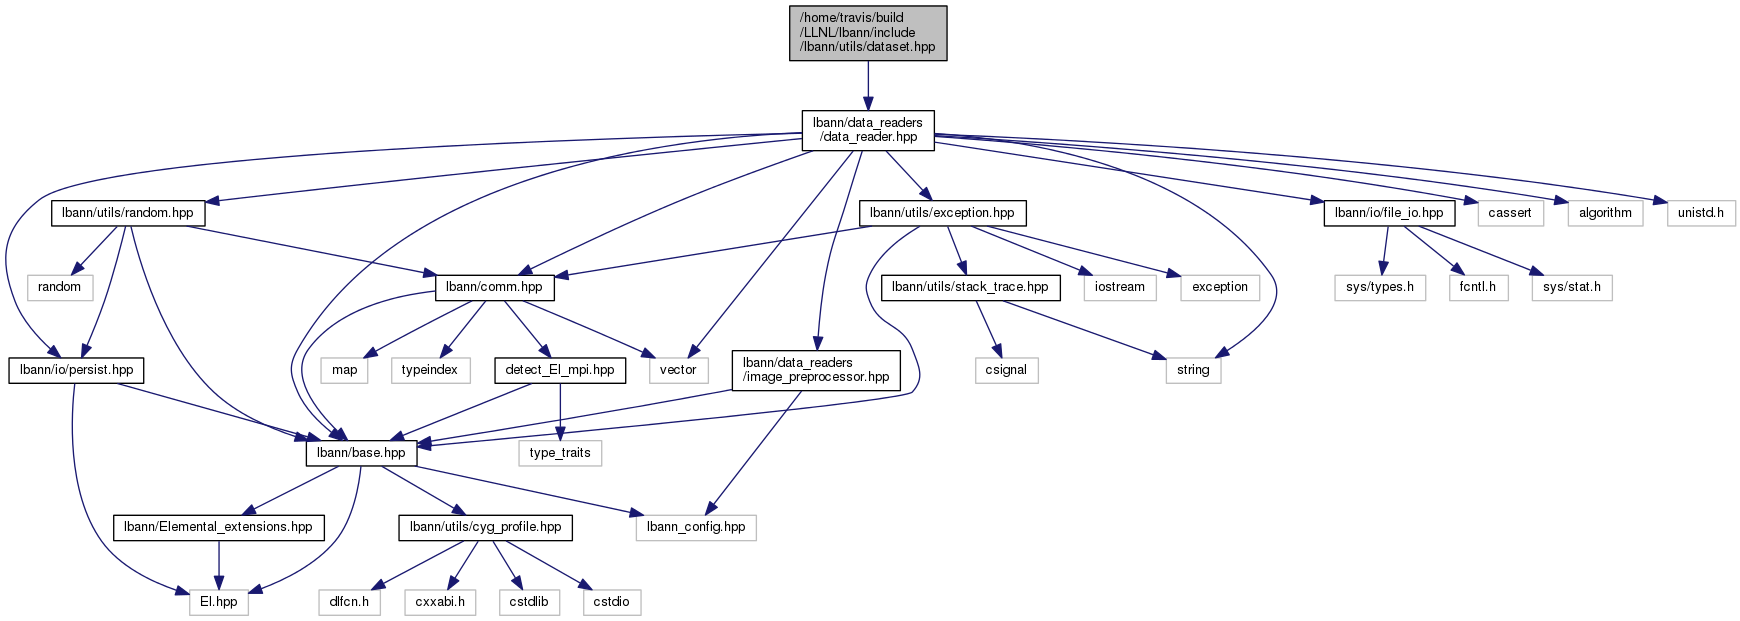 /home/travis/build
/LLNL/lbann/include
/lbann/utils/dataset.hpp
lbann/data_readers
/data_reader.hpp
lbann/utils/random.hpp
lbann/utils/exception.hpp
lbann/io/file_io.hpp
cassert
algorithm
unistd.h
random
lbann/comm.hpp
lbann/utils/stack_trace.hpp
iostream
exception
sys/types.h
fcntl.h
sys/stat.h
lbann/io/persist.hpp
map
typeindex
detect_El_mpi.hpp
vector
lbann/data_readers
/image_preprocessor.hpp
csignal
string
lbann/base.hpp
type_traits
lbann/Elemental_extensions.hpp
lbann/utils/cyg_profile.hpp
lbann_config.hpp
El.hpp
dlfcn.h
cxxabi.h
cstdlib
cstdio